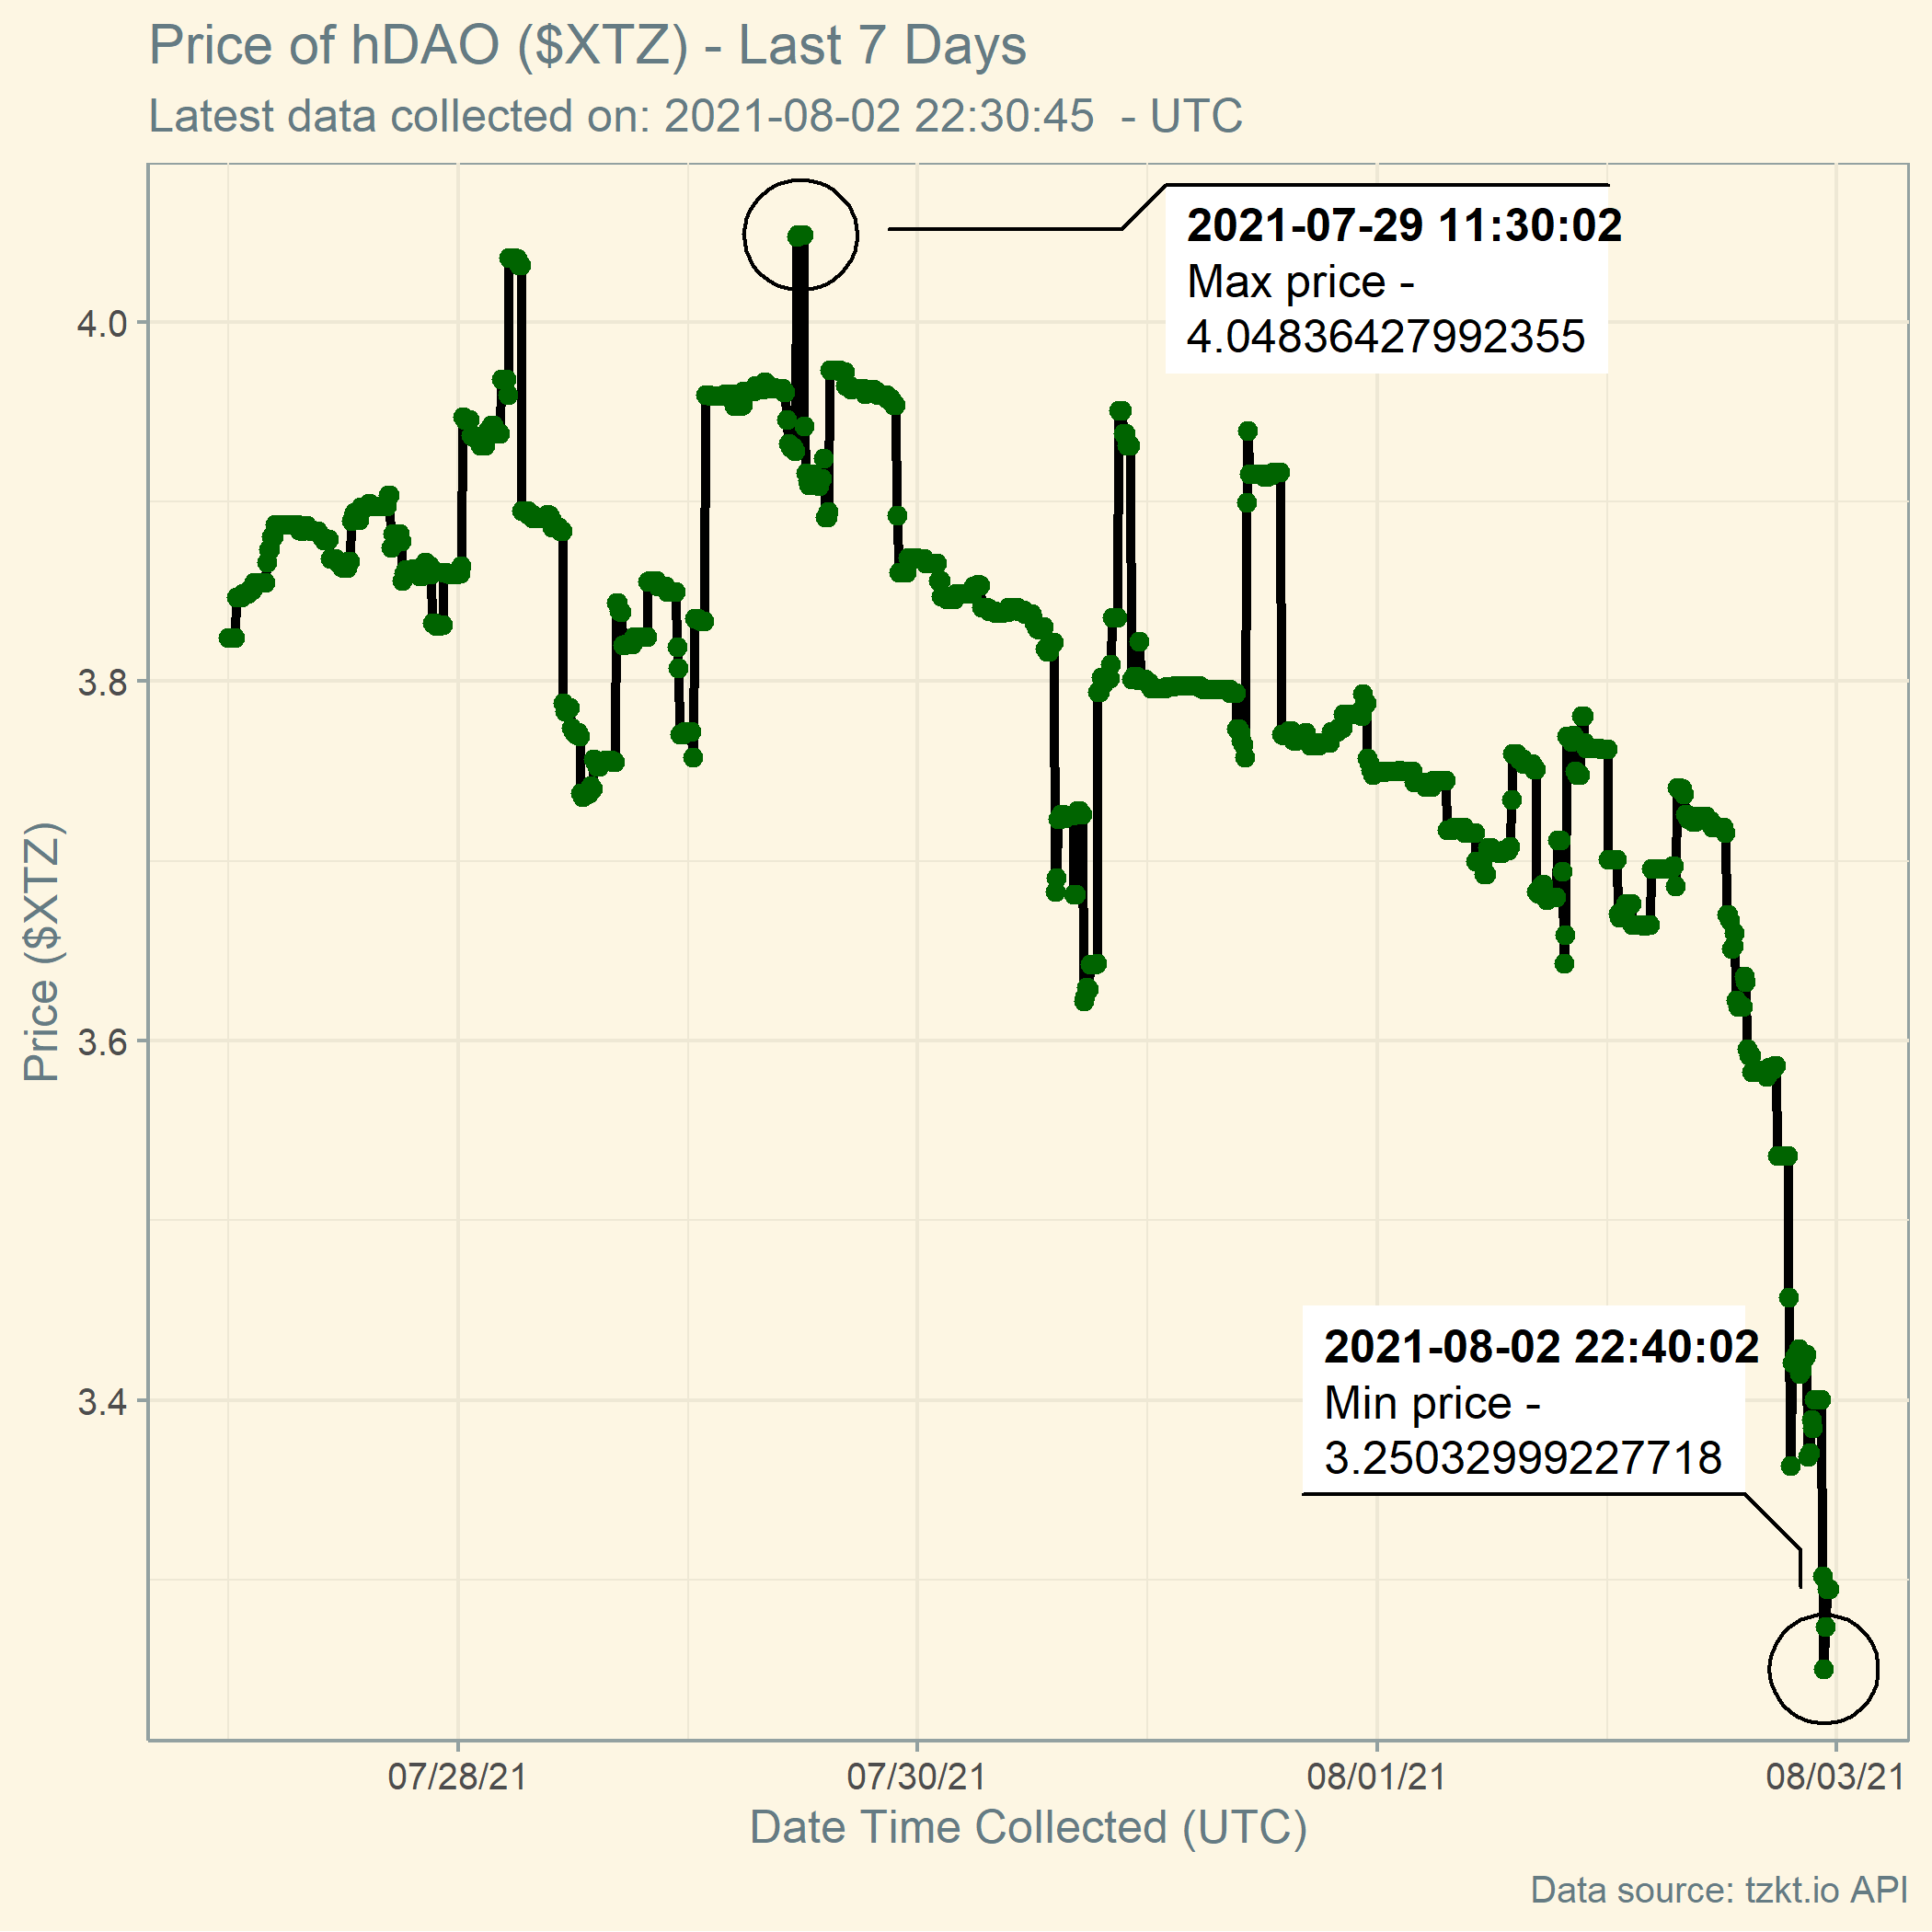 Price of hDAO ($XTZ) - Last 7 Days
Latest data collected on: 2021-08-02 22:30:45  - UTC
2021-07-29 11:30:02
Max price -
4.04836427992355
4.0
3.8
3.6
3.4
Price ($XTZ)
2021-08-02 22:40:02
Min price -
3.25032999227718
07/28/21
07/30/21
08/01/21
08/03/21
Date Time Collected (UTC)
Data source: tzkt.io API